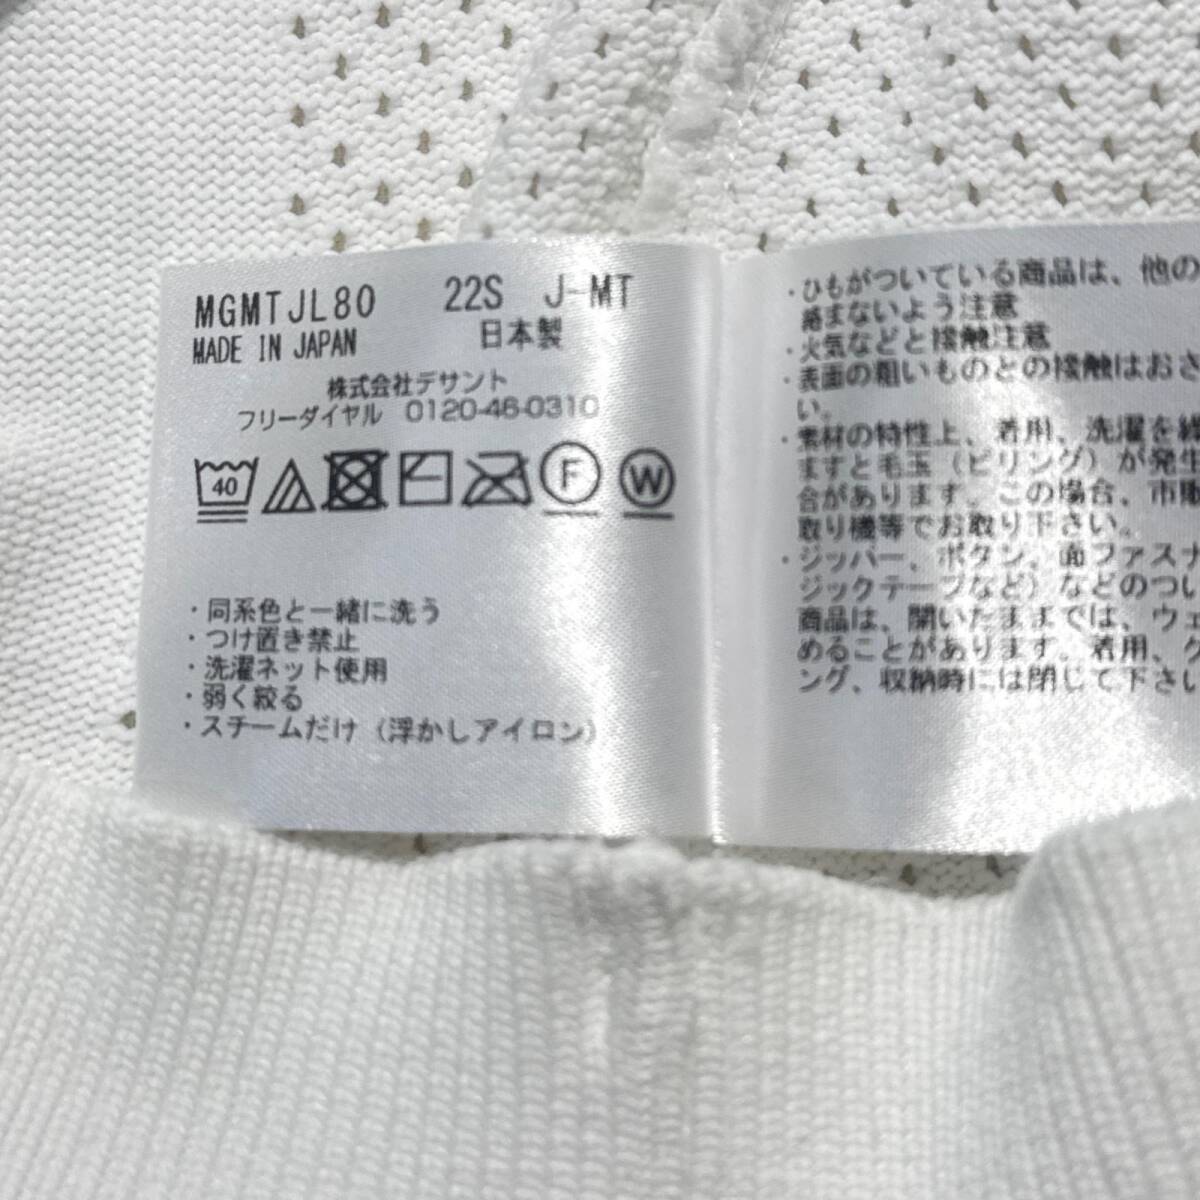 MGMTJL80 22S J-MT
MADE IN JAPAN 日本製
株式会社デサント
フリーダイヤル 0120-46-0310
40 F W
・同系色と一緒に洗う
・つけ置き禁止
・洗濯ネット使用
・弱く絞る
・スチームだけ（浮かしアイロン）
・ひもがついている商品は、他の
絡まないよう注意
・火気などと接触注意
・表面の粗いものとの接触はおさ
い。
・素材の特性上、着用、洗濯を繰
ますと毛玉（ピリング）が発生
合があります。この場合、市販
取り機等でお取り下さい。
・ジッパー、ボタン、面ファスナ
ジックテープなど）などのつい
商品は、開いたままでは、ウェ
めることがあります。着用、ク
ング、収納時には閉じて下さい